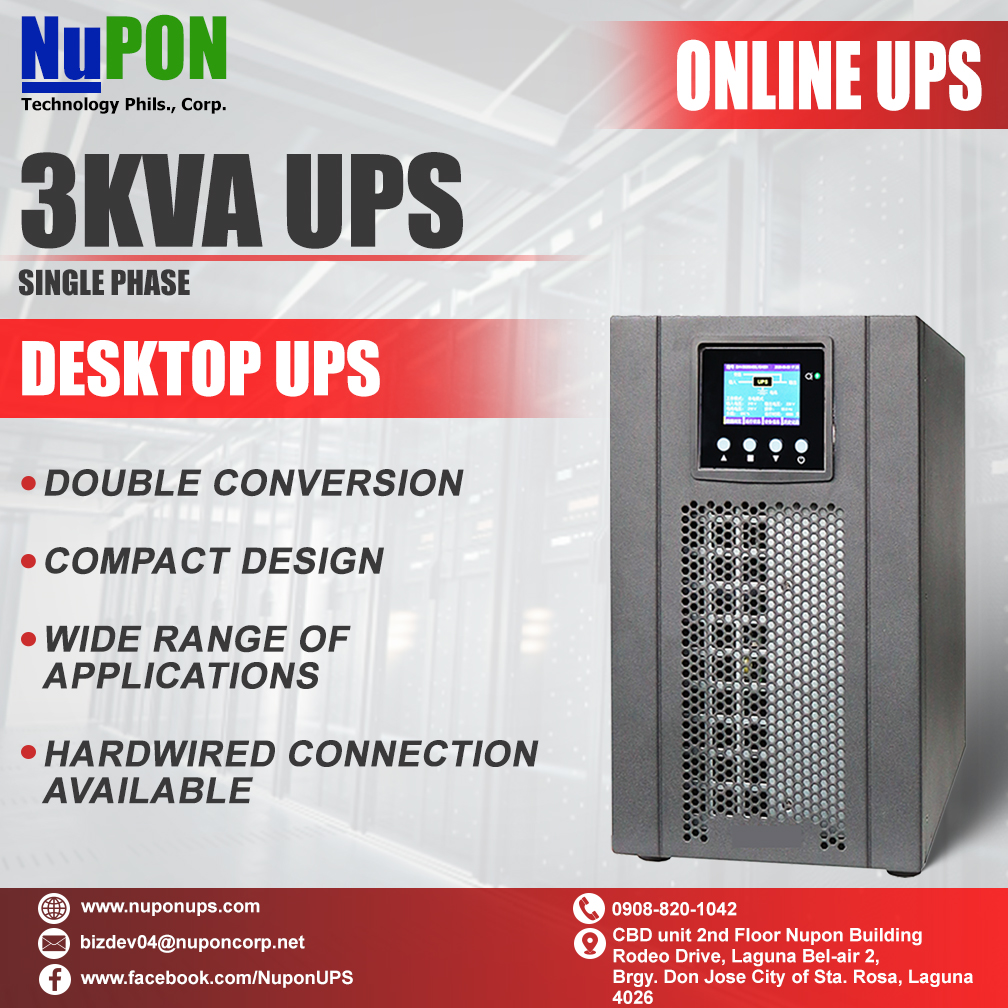 NuPON
Technology Phils., Corp.
ONLINE UPS
3KVA UPS
SINGLE PHASE
DESKTOP UPS
UPS
• DOUBLE CONVERSION
• COMPACT DESIGN
• WIDE RANGE OF
APPLICATIONS
• HARDWIRED CONNECTION
AVAILABLE
www.nuponups.com
bizdev04@nuponcorp.net
www.facebook.com/NuponUPS
0908-820-1042
CBD unit 2nd Floor Nupon Building
Rodeo Drive, Laguna Bel-air 2,
Brgy. Don Jose City of Sta. Rosa, Laguna
4026